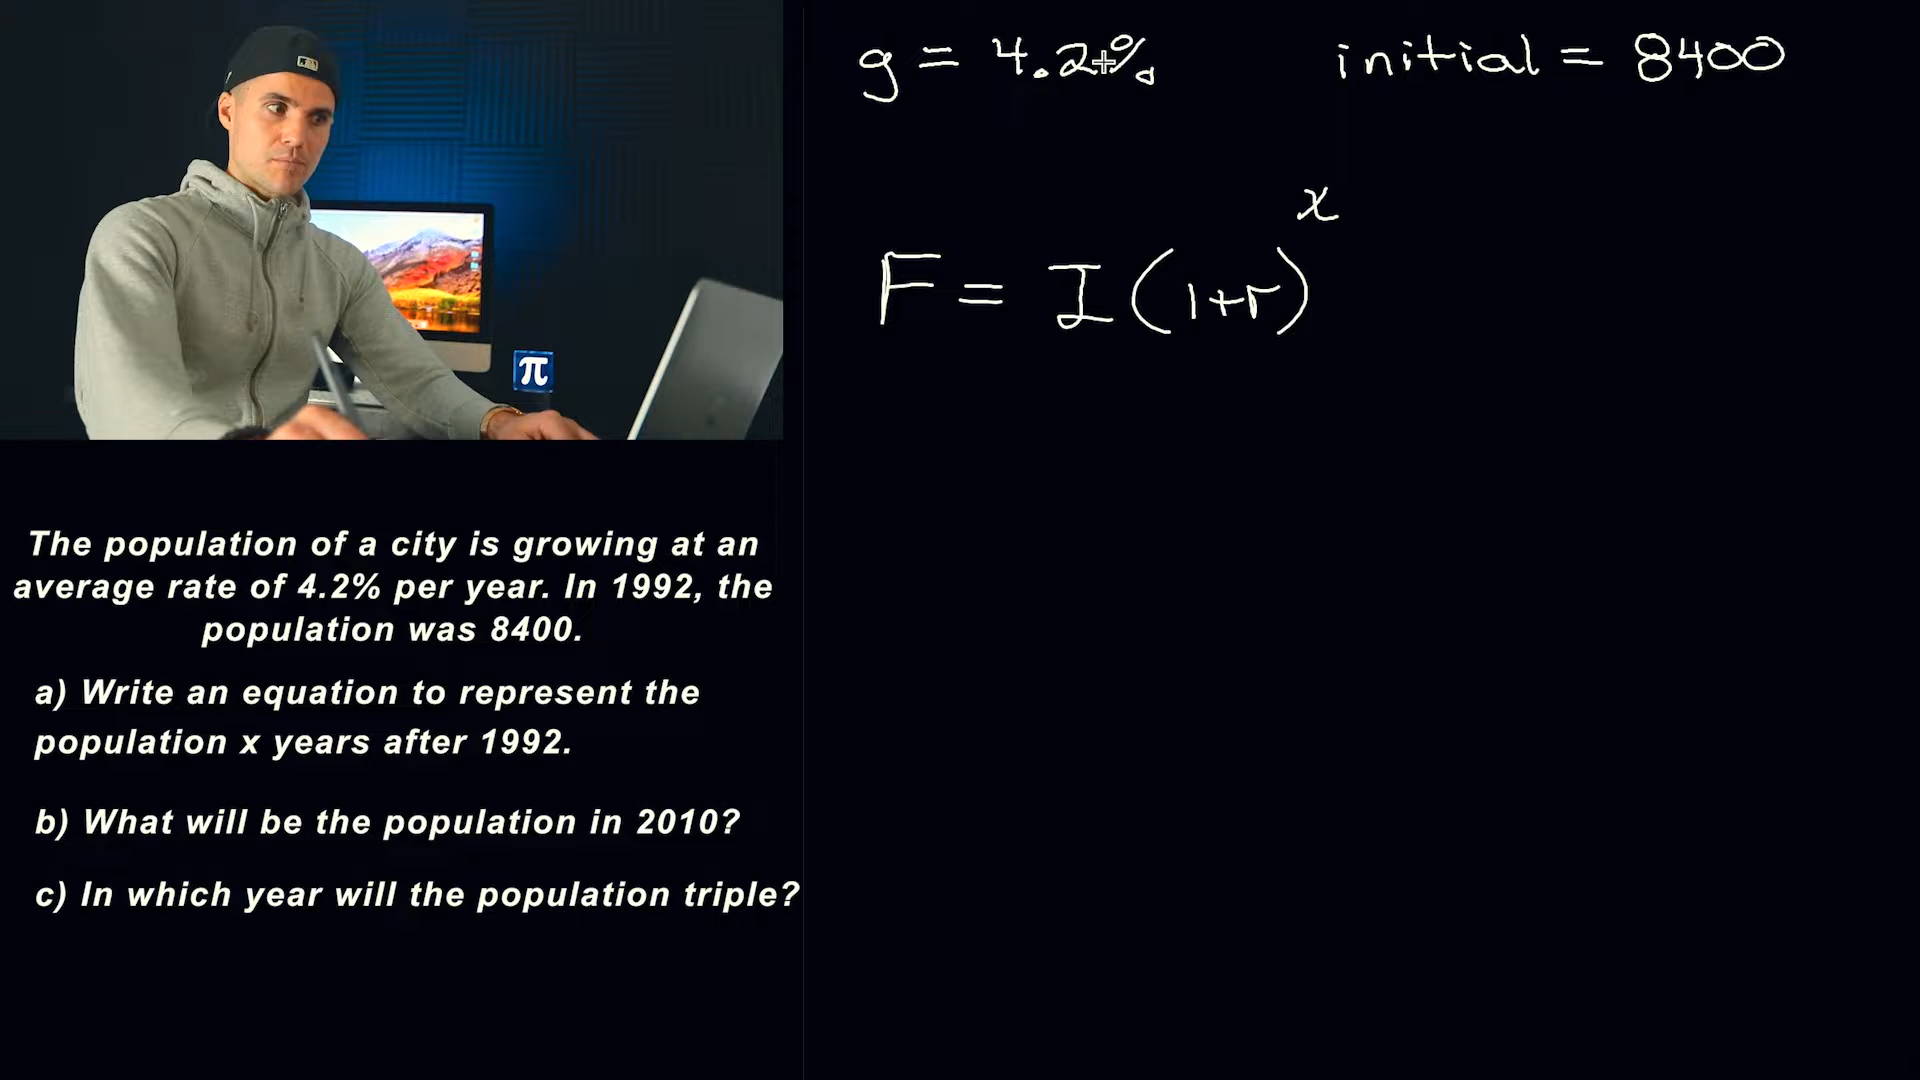 π
The population of a city is growing at an
average rate of 4.2% per year. In 1992, the
population was 8400.
a) Write an equation to represent the
population x years after 1992.
b) What will be the population in 2010?
c) In which year will the population triple?
g = 4.2%
initial = 8400
F = I(1+r)^x